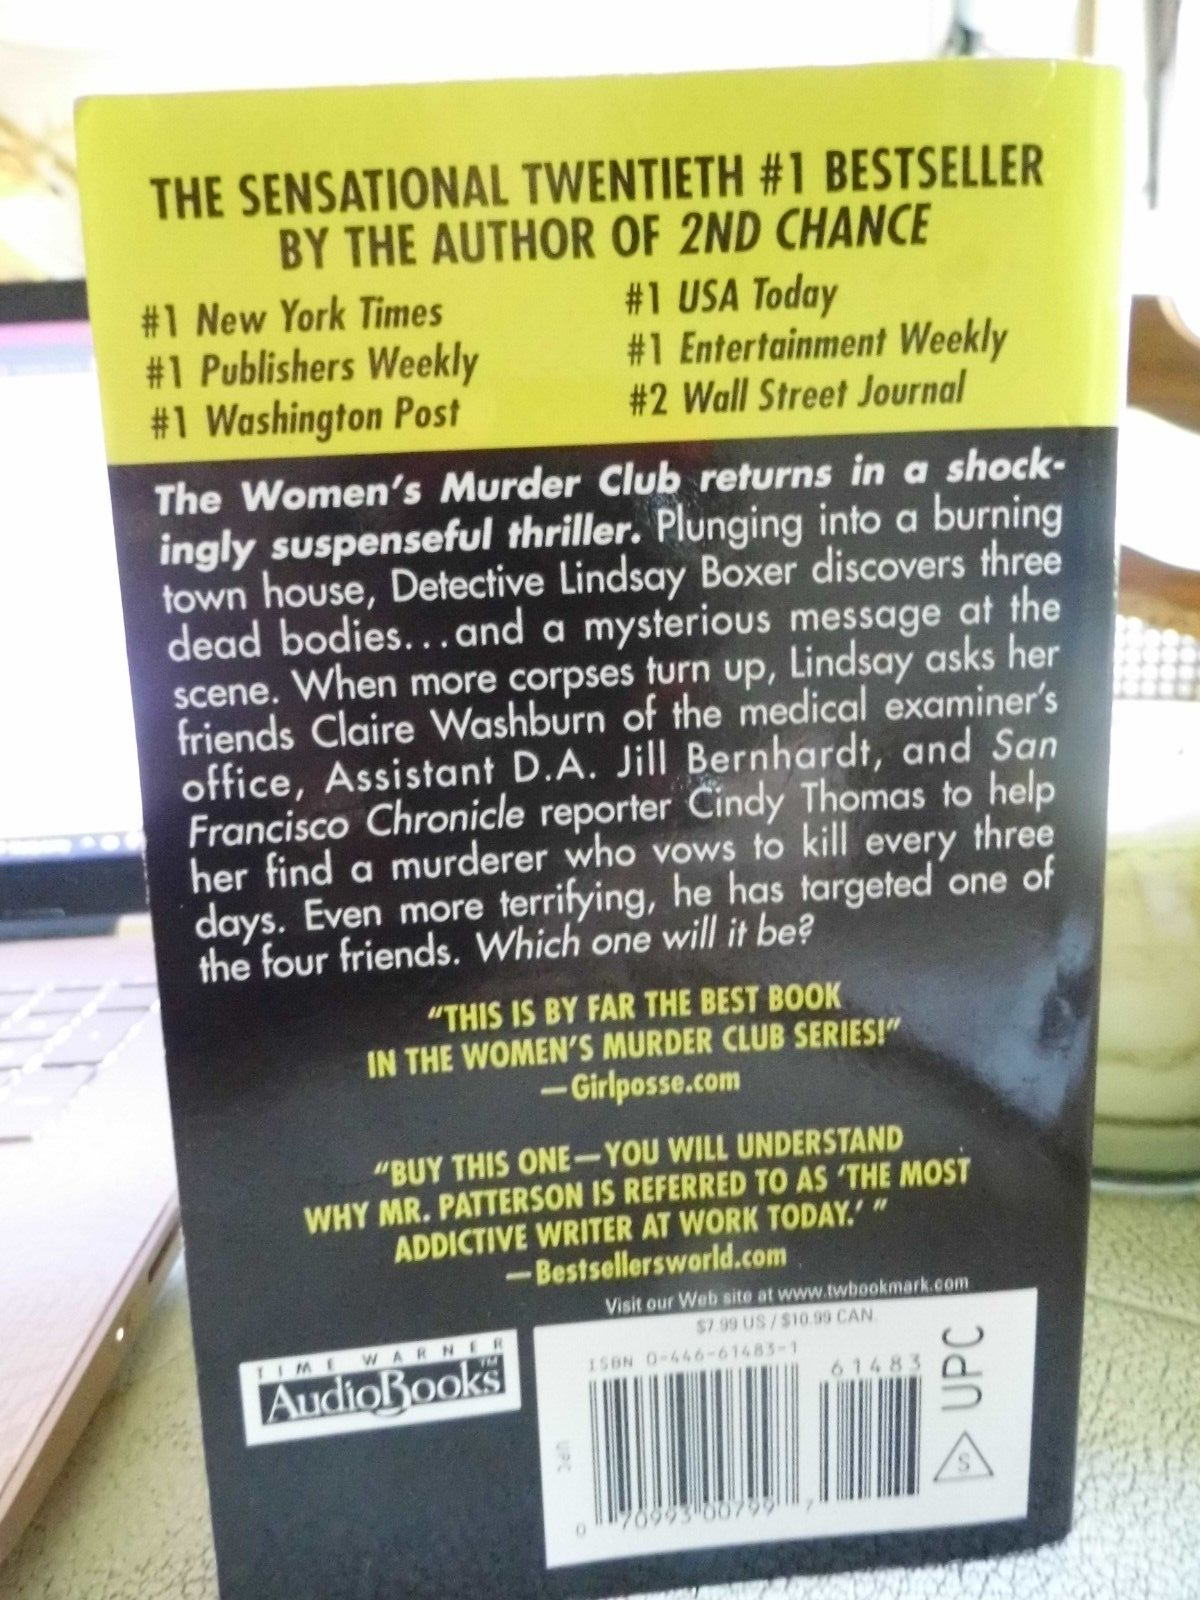 THE SENSATIONAL TWENTIETH #1 BESTSELLER
BY THE AUTHOR OF 2ND CHANCE
#1 New York Times
#1 Publishers Weekly
#1 Washington Post
#1 USA Today
#1 Entertainment Weekly
#2 Wall Street Journal
The Women's Murder Club returns in a shock-
ingly suspenseful thriller. Plunging into a burning
town house, Detective Lindsay Boxer discovers three
dead bodies...and a mysterious message at the
scene. When more corpses turn up, Lindsay asks her
friends Claire Washburn of the medical examiner's
office, Assistant D.A. Jill Bernhardt, and San
Francisco Chronicle reporter Cindy Thomas to help
her find a murderer who vows to kill every three
days. Even more terrifying, he has targeted one of
the four friends. Which one will it be?
"THIS IS BY FAR THE BEST BOOK
IN THE WOMEN'S MURDER CLUB SERIES!"
—Girlposse.com
"BUY THIS ONE—YOU WILL UNDERSTAND
WHY MR. PATTERSON IS REFERRED TO AS 'THE MOST
ADDICTIVE WRITER AT WORK TODAY.' "
—Bestsellersworld.com
Visit our Web site at www.twbookmark.com
$7.99 US / $10.99 CAN.
ISBN 0-446-61483-1
61483
UPC
S
UPC
0 70993 00799 7
TIME WARNER
AudioBooks™